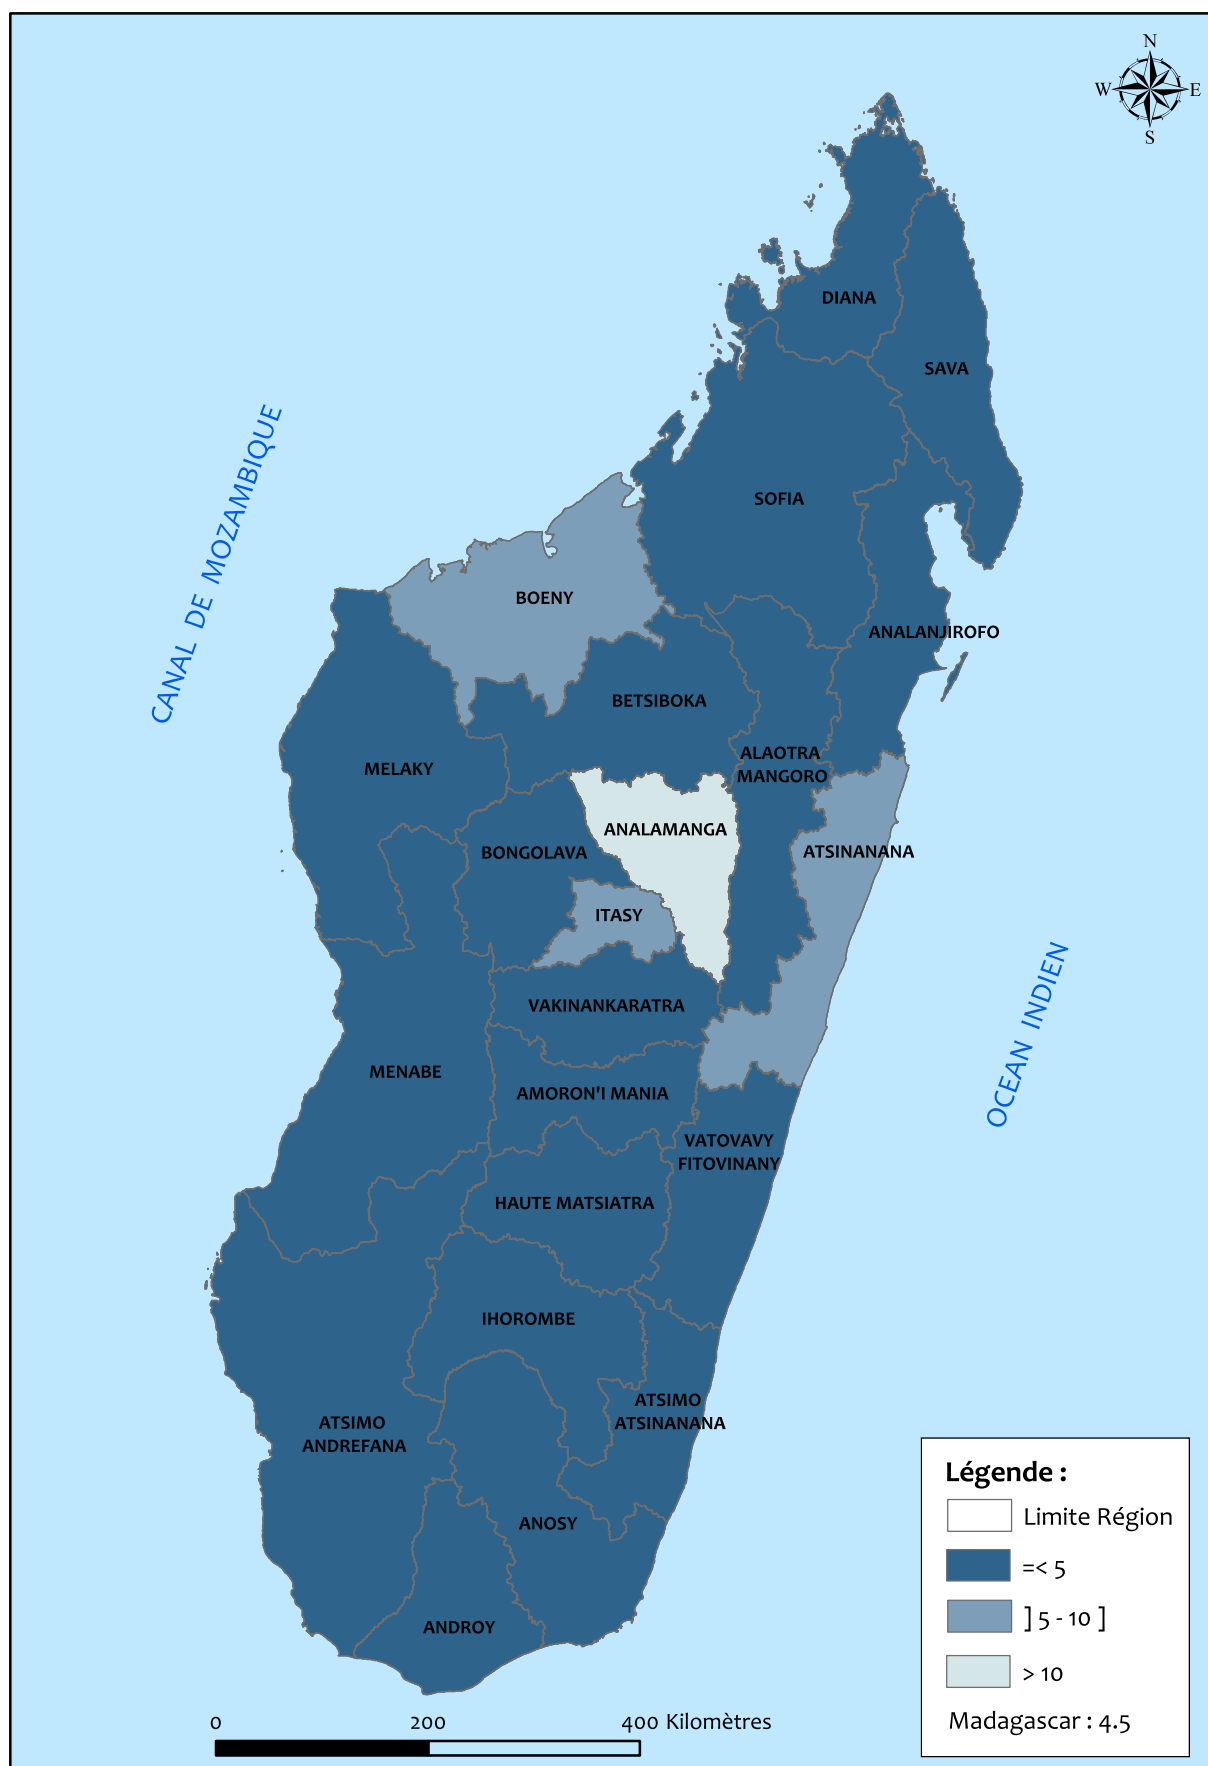 N
W E
S
DIANA
SAVA
CANAL DE MOZAMBIQUE
SOFIA
BOENY
ANALANJIROFO
BETSIBOKA
MELAKY
ALAOTRA
MANGORO
ANALAMANGA
BONGOLAVA
ATSINANANA
ITASY
OCEAN INDIEN
VAKINANKARATRA
MENABE
AMORON'I MANIA
VATOVAVY
FITOVINANY
HAUTE MATSIATRA
IHOROMBE
ATSIMO
ATSINANANA
ATSIMO
ANDREFANA
ANOSY
ANDROY
Légende :
Limite Région
=< 5
] 5 - 10 ]
> 10
Madagascar : 4.5
0 200 400 Kilomètres